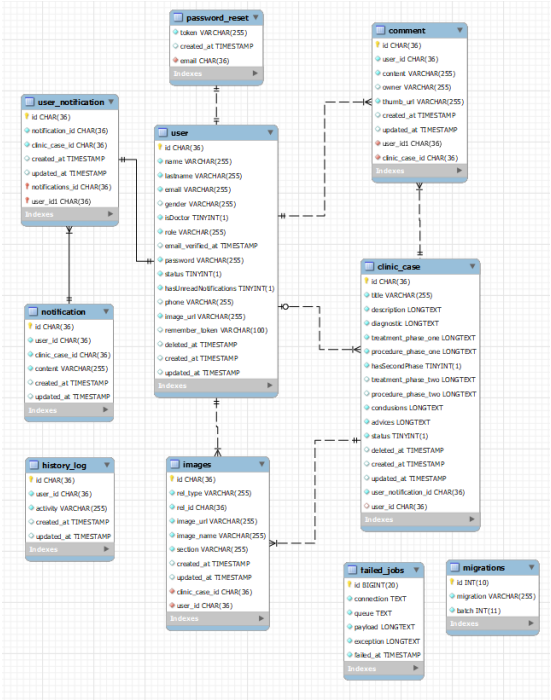 password_reset
token VARCHAR(255)
created_at TIMESTAMP
email CHAR(36)
Indexes
comment
id CHAR(36)
user_id CHAR(36)
content VARCHAR(255)
owner VARCHAR(255)
thumb_url VARCHAR(255)
created_at TIMESTAMP
updated_at TIMESTAMP
user_id1 CHAR(36)
clinic_case_id CHAR(36)
Indexes
user_notification
id CHAR(36)
notification_id CHAR(36)
clinic_case_id CHAR(36)
created_at TIMESTAMP
updated_at TIMESTAMP
notifications_id CHAR(36)
user_id1 CHAR(36)
Indexes
user
id CHAR(36)
name VARCHAR(255)
lastname VARCHAR(255)
email VARCHAR(255)
gender VARCHAR(255)
isDoctor TINYINT(1)
role VARCHAR(255)
email_verified_at TIMESTAMP
password VARCHAR(255)
status TINYINT(1)
hasUnreadNotifications TINYINT(1)
phone VARCHAR(255)
image_url VARCHAR(255)
remember_token VARCHAR(100)
deleted_at TIMESTAMP
created_at TIMESTAMP
updated_at TIMESTAMP
Indexes
clinic_case
id CHAR(36)
title VARCHAR(255)
description LONGTEXT
diagnostic LONGTEXT
treatment_phase_one LONGTEXT
procedure_phase_one LONGTEXT
hasSecondPhase TINYINT(1)
treatment_phase_two LONGTEXT
procedure_phase_two LONGTEXT
conclusions LONGTEXT
advices LONGTEXT
status TINYINT(1)
deleted_at TIMESTAMP
created_at TIMESTAMP
updated_at TIMESTAMP
user_notification_id CHAR(36)
user_id CHAR(36)
Indexes
notification
id CHAR(36)
user_id CHAR(36)
clinic_case_id CHAR(36)
content VARCHAR(255)
created_at TIMESTAMP
updated_at TIMESTAMP
Indexes
history_log
id CHAR(36)
user_id CHAR(36)
activity VARCHAR(255)
created_at TIMESTAMP
updated_at TIMESTAMP
Indexes
images
id CHAR(36)
rel_type VARCHAR(255)
rel_id CHAR(36)
image_url VARCHAR(255)
image_name VARCHAR(255)
section VARCHAR(255)
created_at TIMESTAMP
updated_at TIMESTAMP
clinic_case_id CHAR(36)
user_id CHAR(36)
Indexes
failed_jobs
id BIGINT(20)
connection TEXT
queue TEXT
payload LONGTEXT
exception LONGTEXT
failed_at TIMESTAMP
Indexes
migrations
id INT(10)
migration VARCHAR(255)
batch INT(11)
Indexes